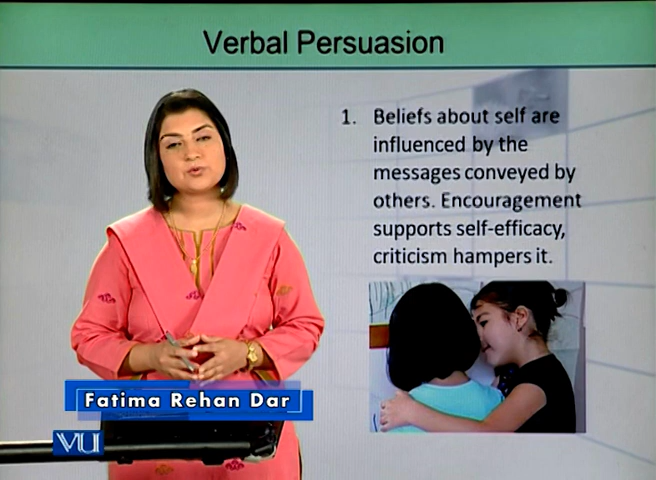 Verbal Persuasion
1. Beliefs about self are
influenced by the
messages conveyed by
others. Encouragement
supports self-efficacy,
criticism hampers it.
Fatima Rehan Dar
VU